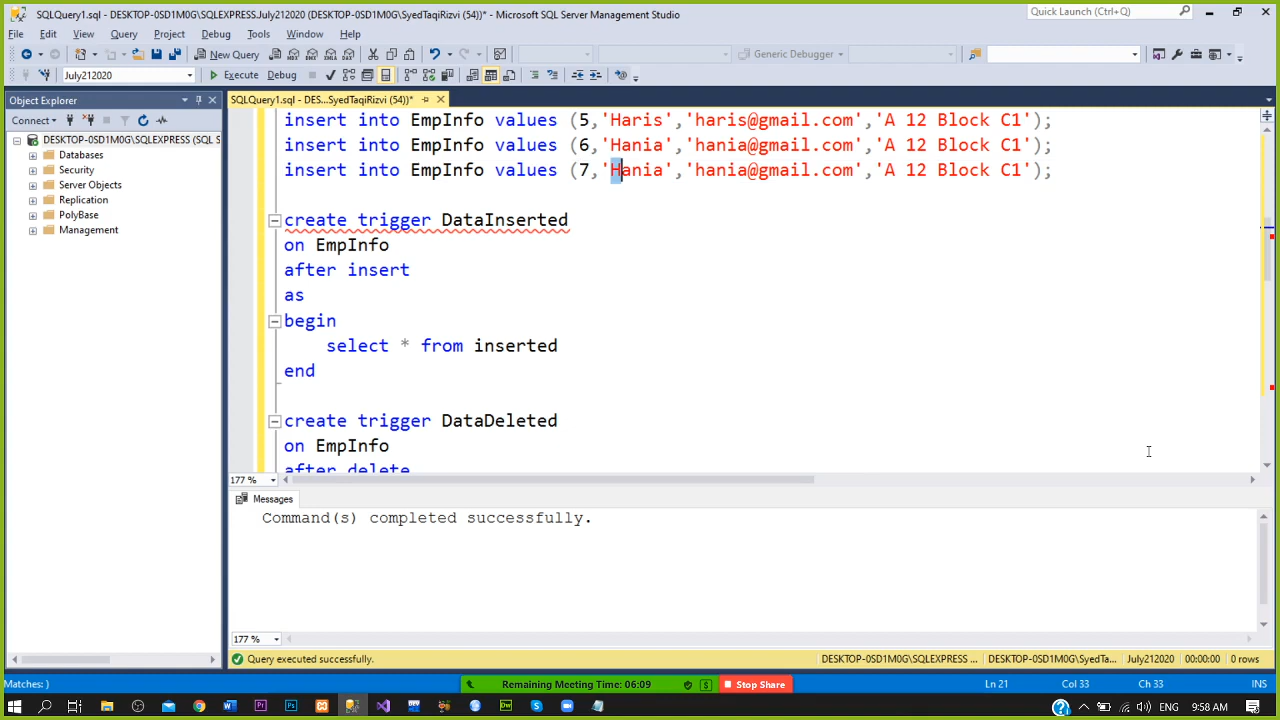 SQLQuery1.sql - DESKTOP-0SD1M0G\SQLEXPRESS.July212020 (DESKTOP-0SD1M0G\SyedTaqiRizvi (54))* - Microsoft SQL Server Management Studio
Quick Launch (Ctrl+Q)
File Edit View Query Project Debug Tools Window Help
New Query
Generic Debugger
July212020
Execute Debug
Object Explorer
SQLQuery1.sql - DES...SyedTaqiRizvi (54))*
Connect
DESKTOP-0SD1M0G\SQLEXPRESS (SQL S
Databases
Security
Server Objects
Replication
PolyBase
Management
insert into EmpInfo values (5,'Haris','haris@gmail.com','A 12 Block C1');
insert into EmpInfo values (6,'Hania','hania@gmail.com','A 12 Block C1');
insert into EmpInfo values (7,'Hania','hania@gmail.com','A 12 Block C1');
create trigger DataInserted
on EmpInfo
after insert
as
begin
select * from inserted
end
create trigger DataDeleted
on EmpInfo
after delete
177 %
Messages
Command(s) completed successfully.
177 %
Query executed successfully.
DESKTOP-0SD1M0G\SQLEXPRESS ... DESKTOP-0SD1M0G\SyedTa... July212020 00:00:00 0 rows
Matches: )
Remaining Meeting Time: 06:09
Stop Share
Ln 21 Col 33 Ch 33 INS
9:58 AM
ENG